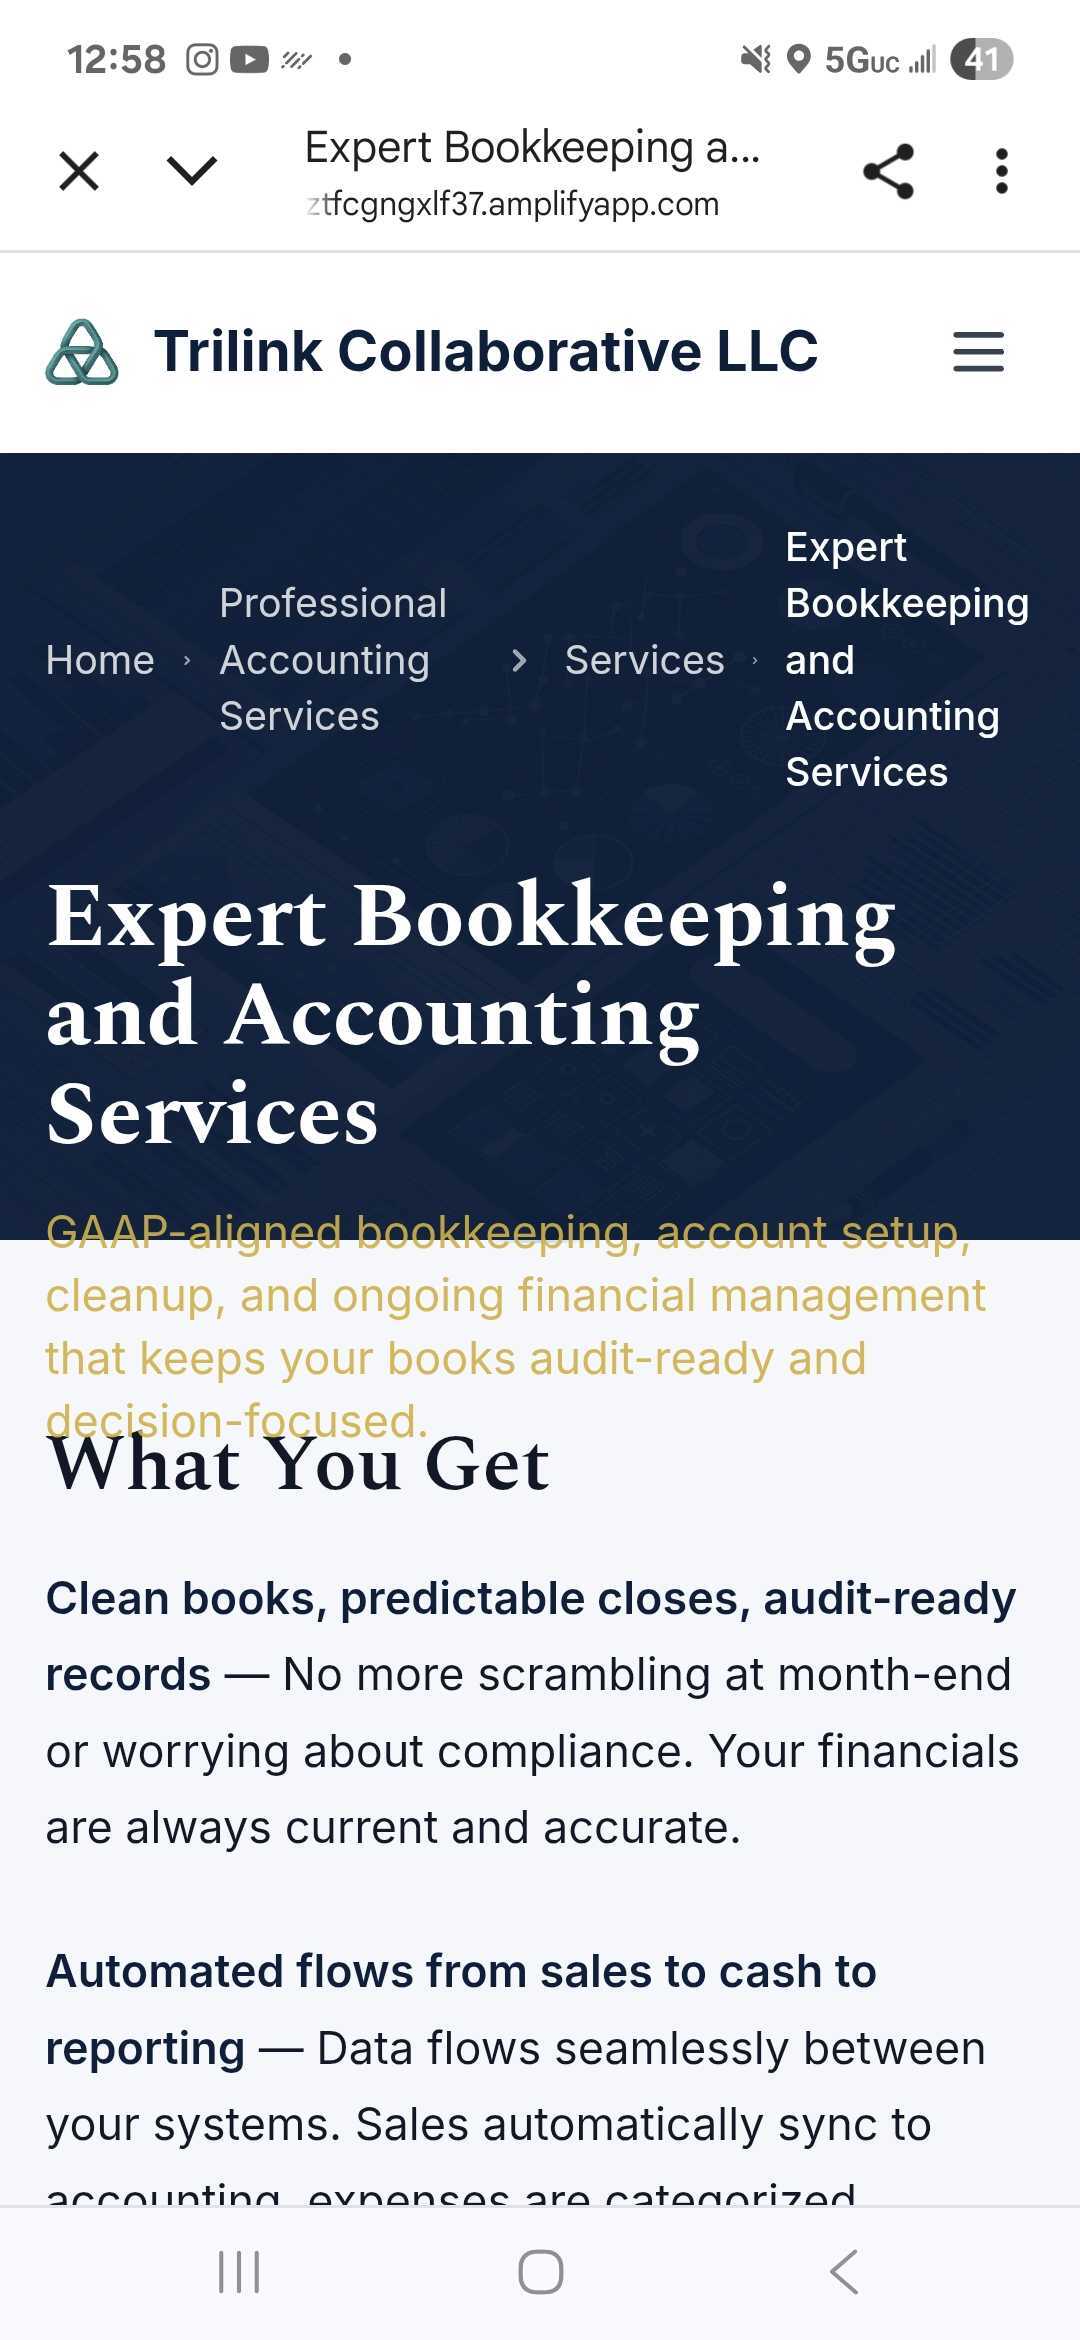 12:58
5GUC
41
Expert Bookkeeping a...
ztfcgngxlf37.amplifyapp.com
Trilink Collaborative LLC
Home › Professional Accounting Services › Services › Expert Bookkeeping and Accounting Services
Expert Bookkeeping
and Accounting
Services
GAAP-aligned bookkeeping, account setup,
cleanup, and ongoing financial management
that keeps your books audit-ready and
decision-focused.
What You Get
Clean books, predictable closes, audit-ready
records — No more scrambling at month-end
or worrying about compliance. Your financials
are always current and accurate.
Automated flows from sales to cash to
reporting — Data flows seamlessly between
your systems. Sales automatically sync to
accounting, expenses are categorized